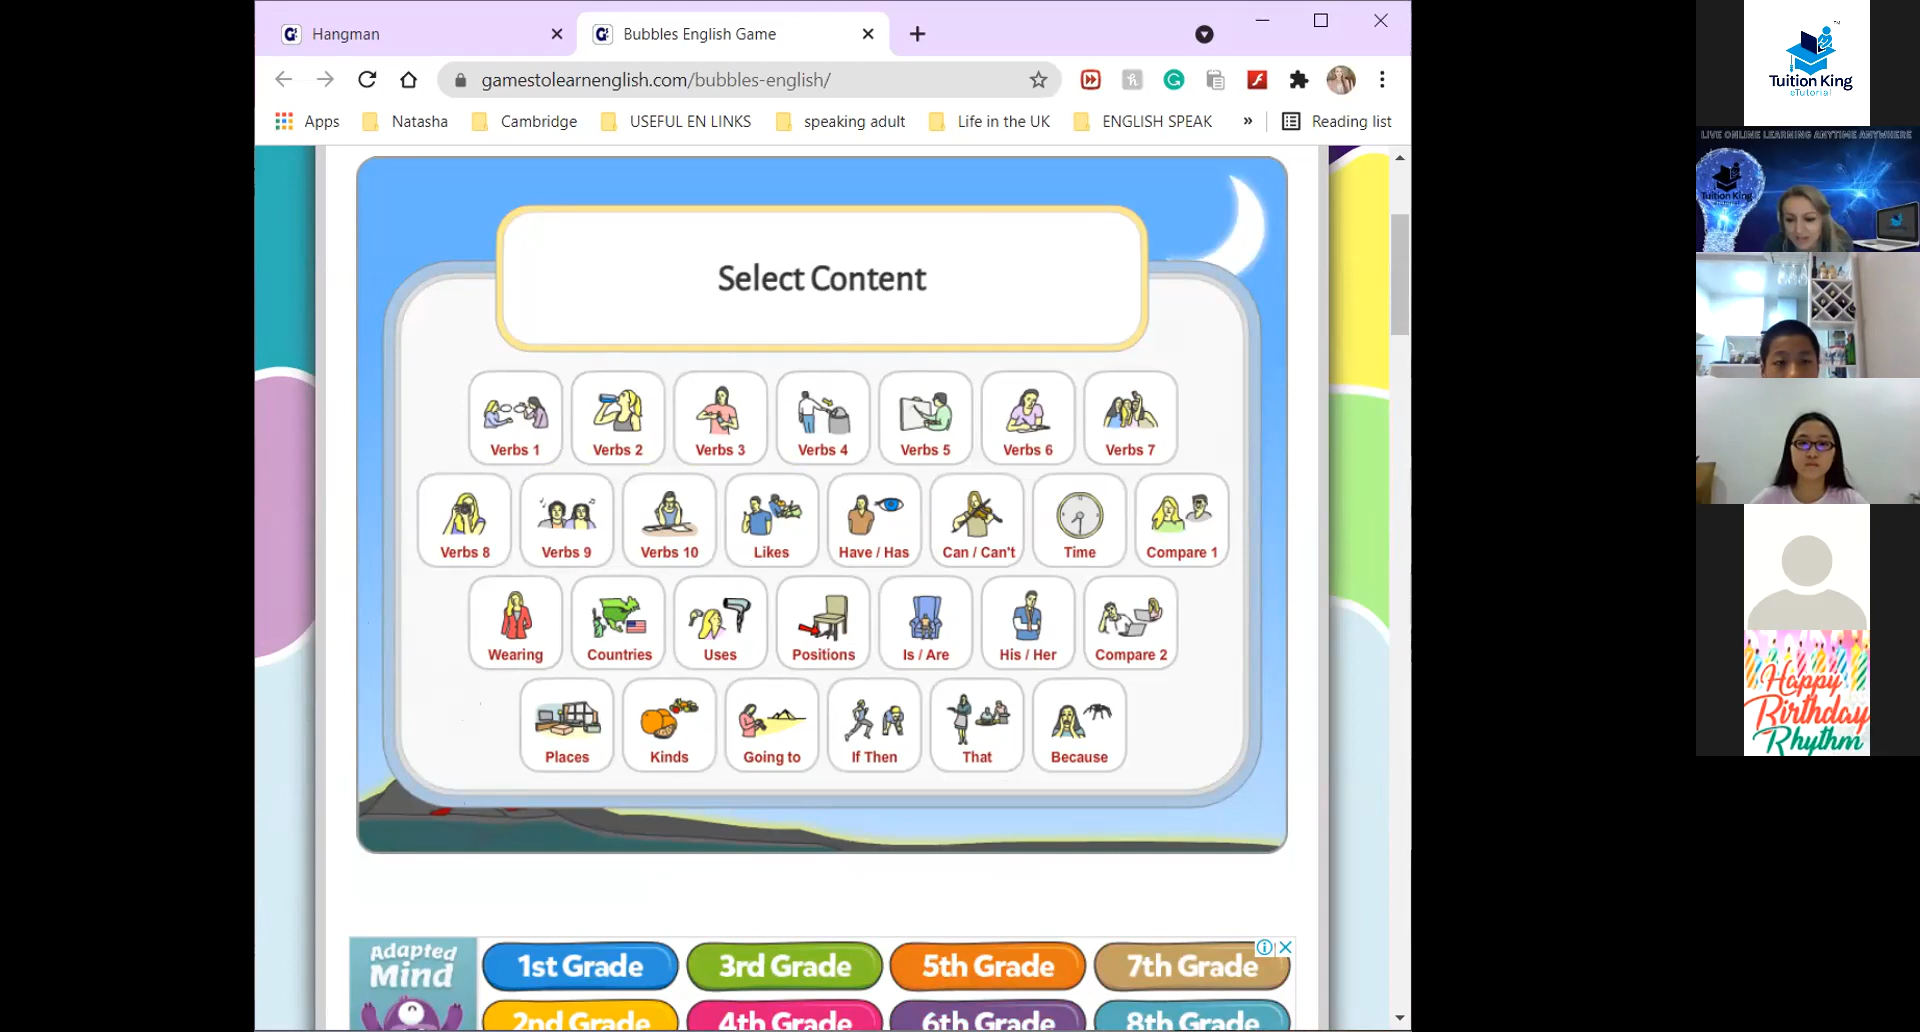 Hangman
Bubbles English Game
gamestolearnenglish.com/bubbles-english/
Apps Natasha Cambridge USEFUL EN LINKS speaking adult Life in the UK ENGLISH SPEAK » Reading list
Select Content
Verbs 1 Verbs 2 Verbs 3 Verbs 4 Verbs 5 Verbs 6 Verbs 7
Verbs 8 Verbs 9 Verbs 10 Likes Have / Has Can / Can't Time Compare 1
Wearing Countries Uses Positions Is / Are His / Her Compare 2
Places Kinds Going to If Then That Because
Adapted
Mind
1st Grade 3rd Grade 5th Grade 7th Grade
2nd Grade 4th Grade 6th Grade 8th Grade
Tuition King
eTutorial
TM
LIVE ONLINE LEARNING ANYTIME ANYWHERE
Tuition King
Happy
Birthday
Rhythm